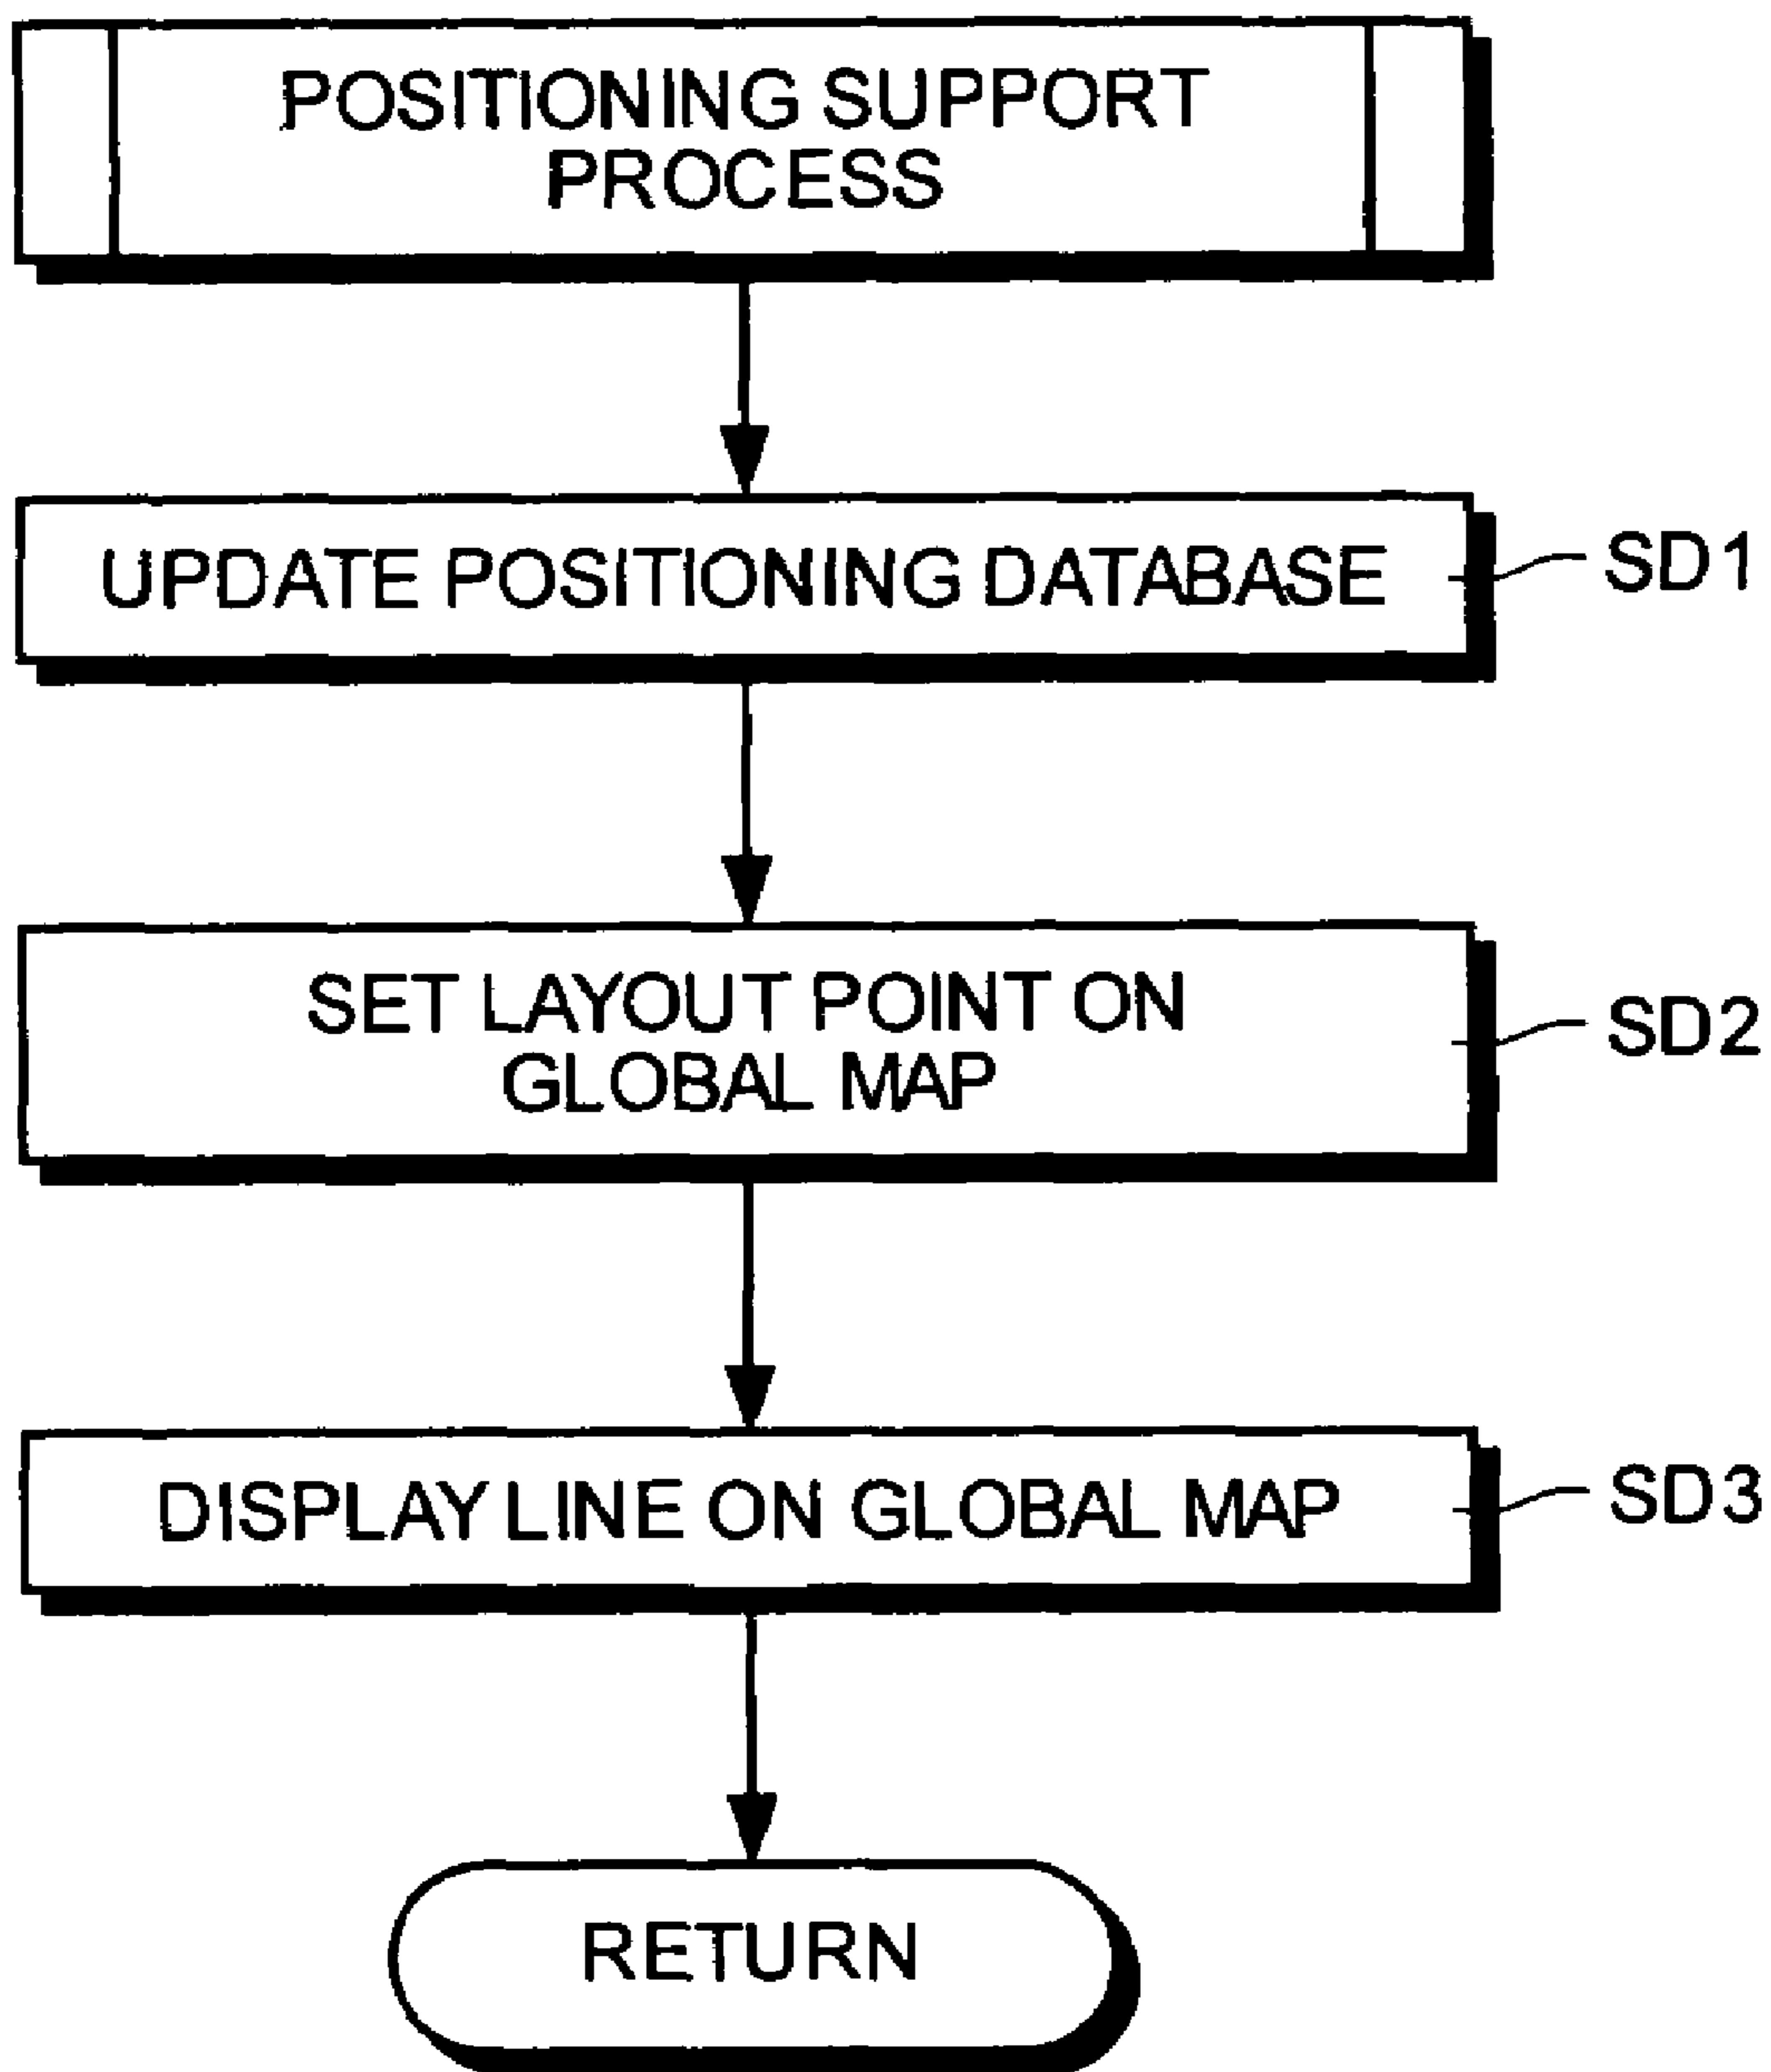 POSITIONING SUPPORT
PROCESS
UPDATE POSITIONING DATABASE
SD1
SET LAYOUT POINT ON
GLOBAL MAP
SD2
DISPLAY LINE ON GLOBAL MAP
SD3
RETURN